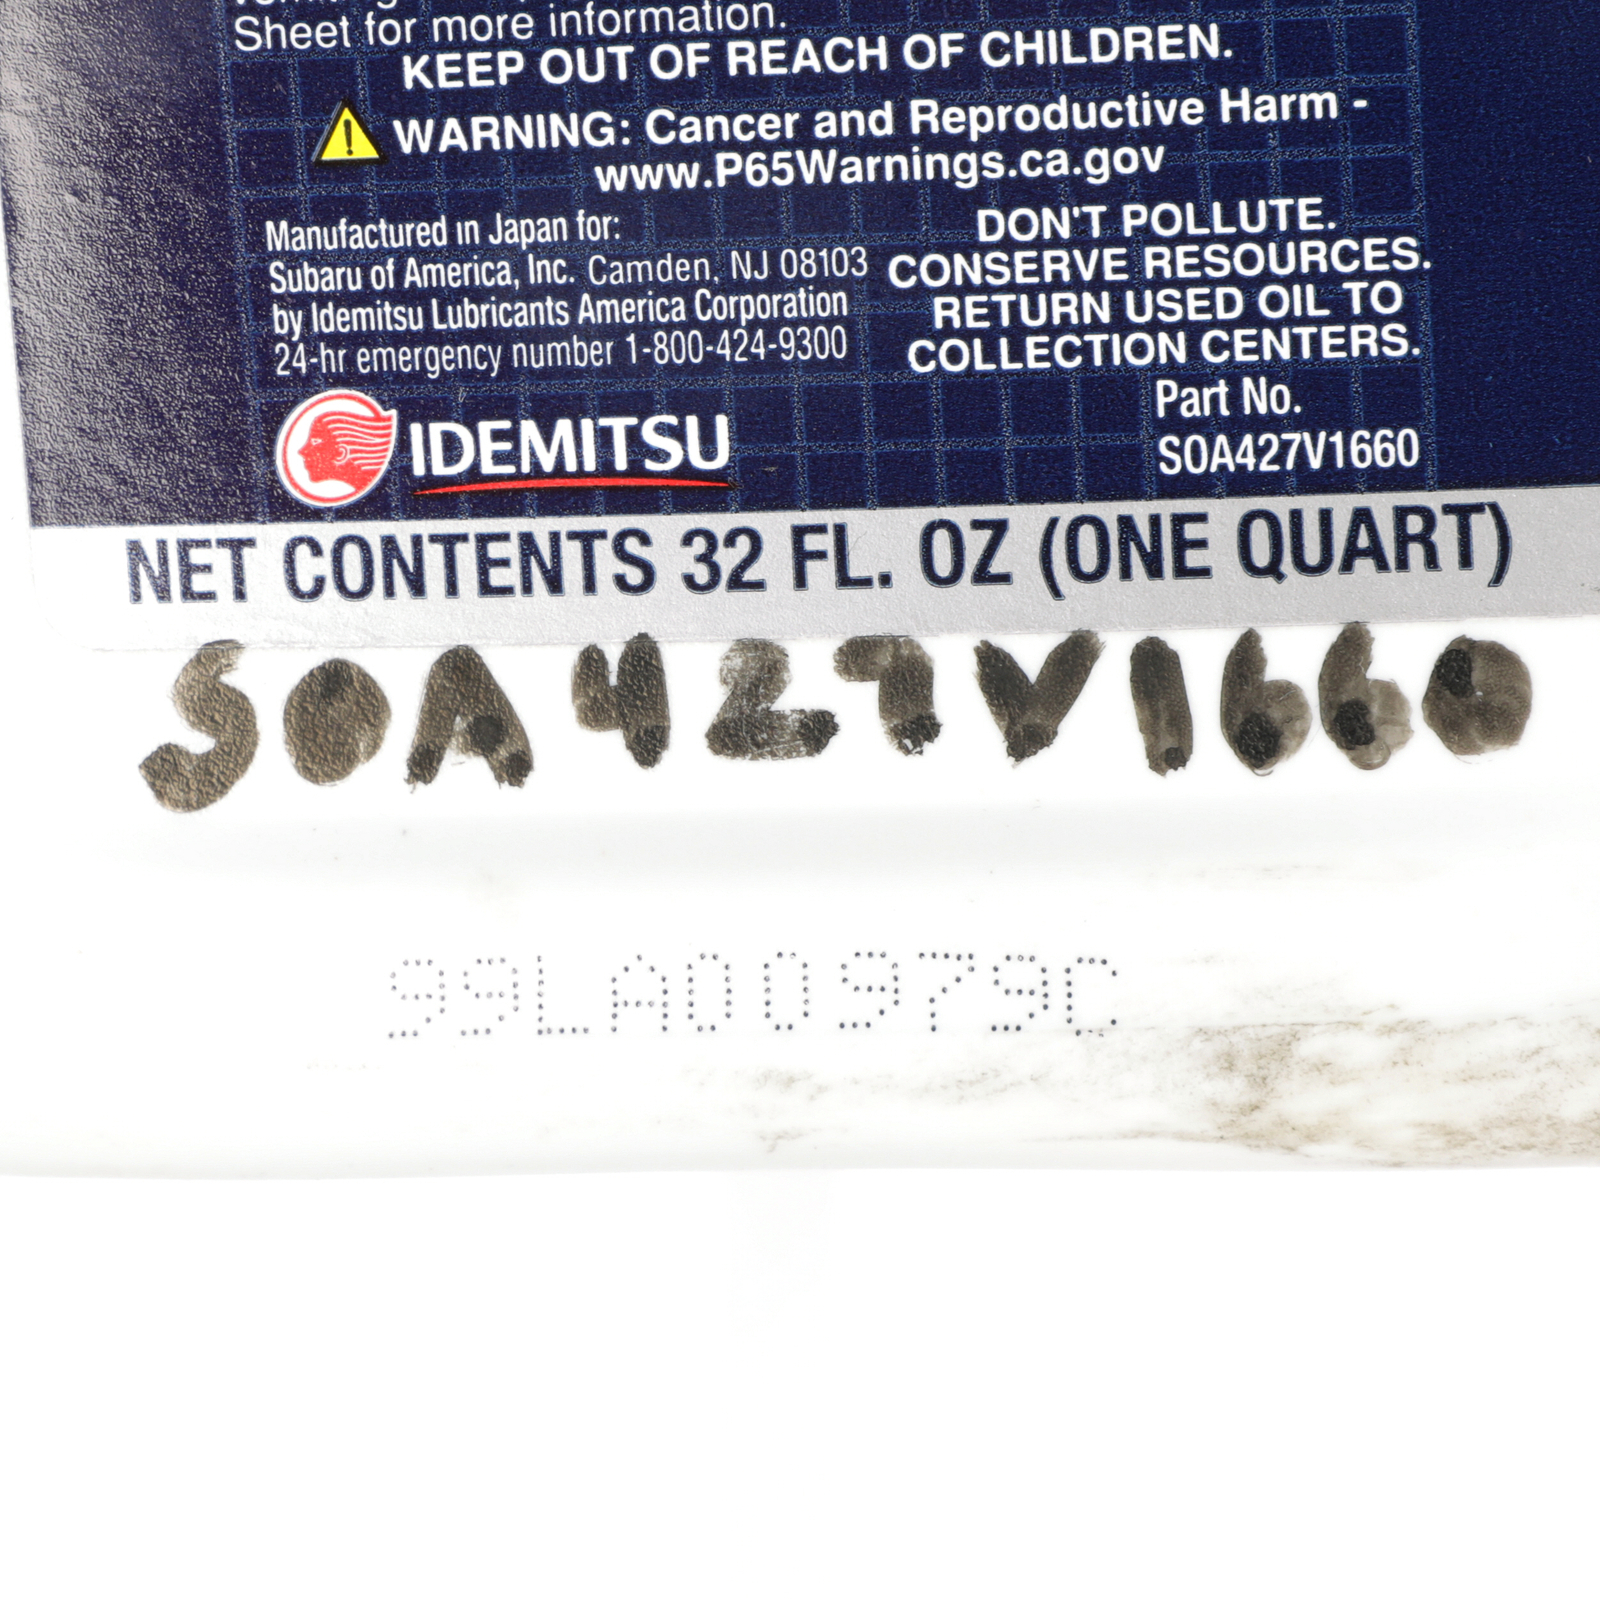 Sheet for more information.
KEEP OUT OF REACH OF CHILDREN.
WARNING: Cancer and Reproductive Harm -
www.P65Warnings.ca.gov
Manufactured in Japan for:
Subaru of America, Inc. Camden, NJ 08103
by Idemitsu Lubricants America Corporation
24-hr emergency number 1-800-424-9300
DON'T POLLUTE.
CONSERVE RESOURCES.
RETURN USED OIL TO
COLLECTION CENTERS.
IDEMITSU
Part No.
SOA427V1660
NET CONTENTS 32 FL. OZ (ONE QUART)
SOA427V1660
99LA00979C